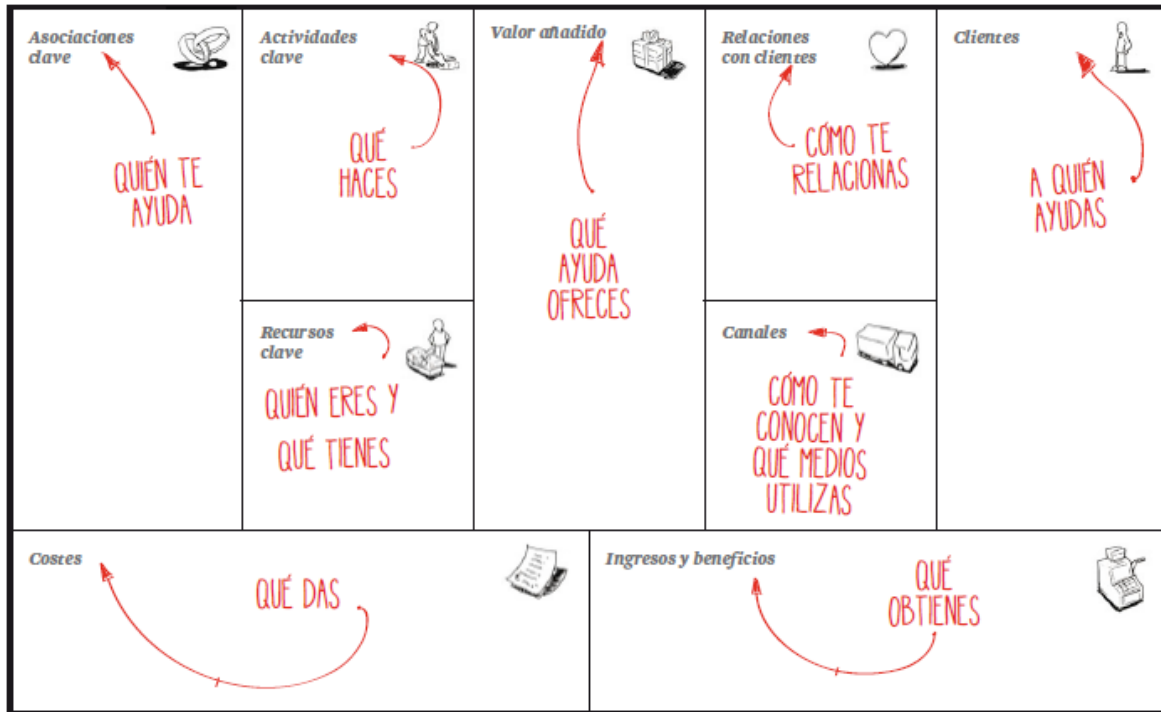 Asociaciones
clave
QUIÉN TE
AYUDA
Actividades
clave
QUÉ
HACES
Recursos
clave
QUIÉN ERES Y
QUÉ TIENES
Valor añadido
QUÉ
AYUDA
OFRECES
Relaciones
con clientes
CÓMO TE
RELACIONAS
Canales
CÓMO TE
CONOCEN Y
QUÉ MEDIOS
UTILIZAS
Clientes
A QUIÉN
AYUDAS
Costes
QUÉ DAS
Ingresos y beneficios
QUÉ
OBTIENES